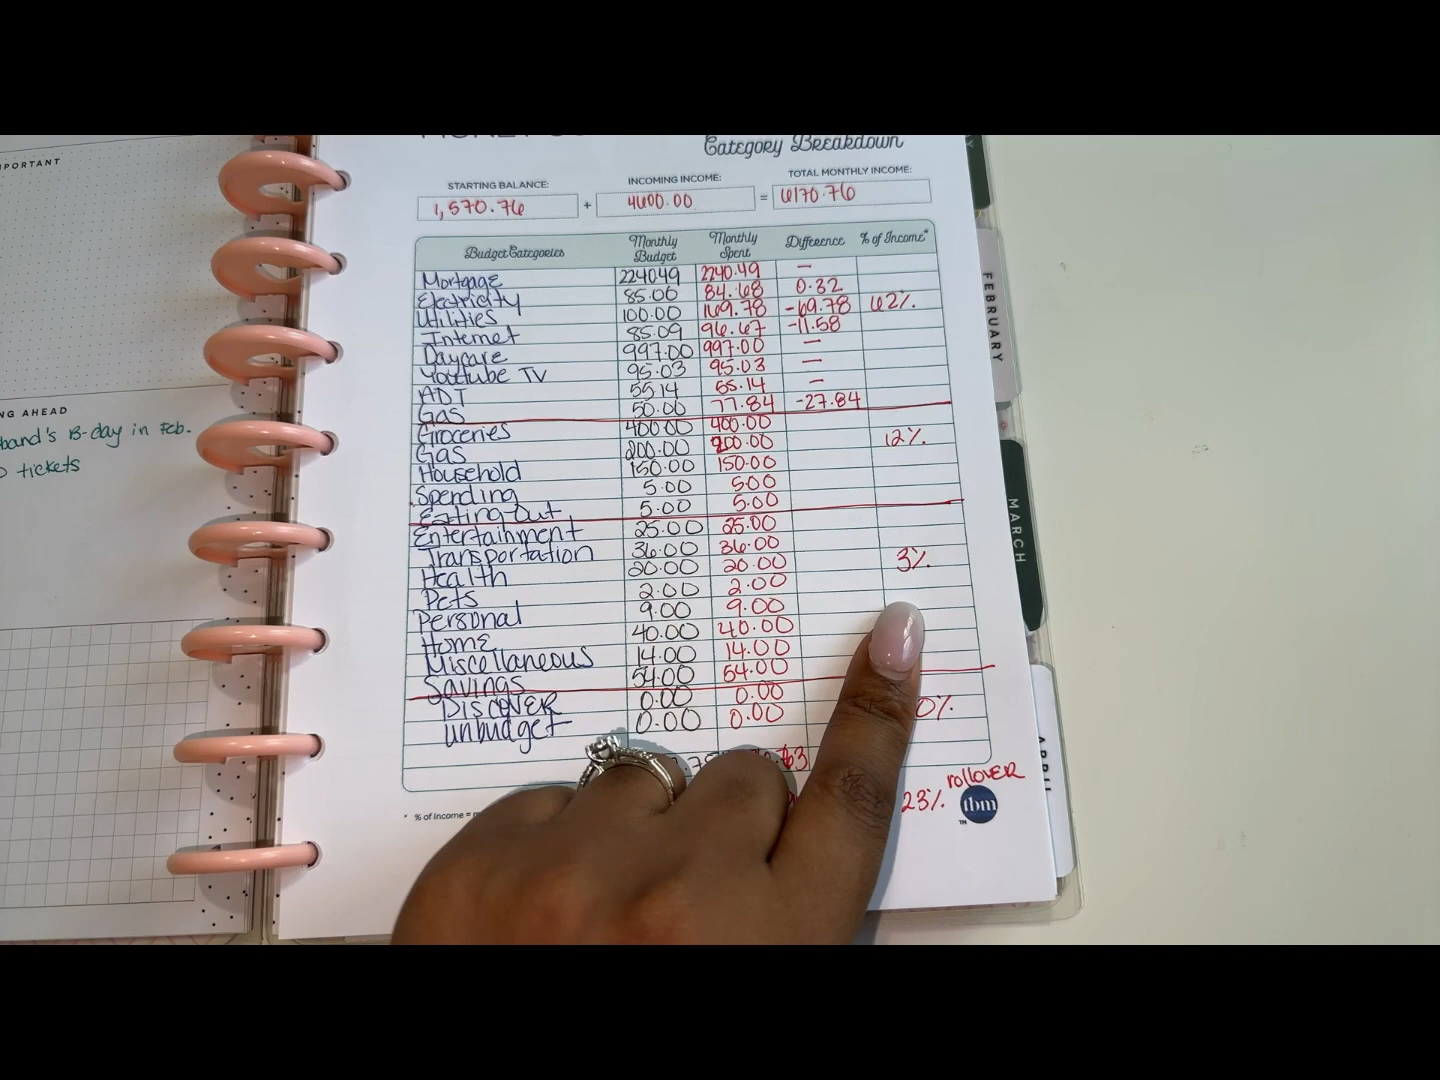 PORTANT
NG AHEAD
band's B-day in Feb.
tickets
Category Breakdown
STARTING BALANCE:
1,570.76
+
INCOMING INCOME:
4600.00
=
TOTAL MONTHLY INCOME:
6170.76
Budget Categories Monthly Budget Monthly Spent Difference % of Income*
Mortgage 2240.49 2240.49 —
Electricity 85.00 84.68 0.32
Utilities 100.00 169.78 -69.78 62%
Internet 85.09 96.67 -11.58
Daycare 997.00 997.00 —
Youtube TV 95.03 95.03 —
ADT 55.14 55.14 —
Gas 50.00 77.84 -27.84
Groceries 400.00 400.00
Gas 200.00 200.00 12%
Household 150.00 150.00
Spending 5.00 5.00
Eating-Out 5.00 5.00
Entertainment 25.00 25.00
Transportation 36.00 36.00
Health 20.00 20.00 3%
Pets 2.00 2.00
Personal 9.00 9.00
Home 40.00 40.00
Miscellaneous 14.00 14.00
Savings 54.00 54.00
DISCOVER 0.00 0.00 0%
unbudget 0.00 0.00
* % of Income =
23% rollover
tbm
TM
FEBRUARY
MARCH
APRIL